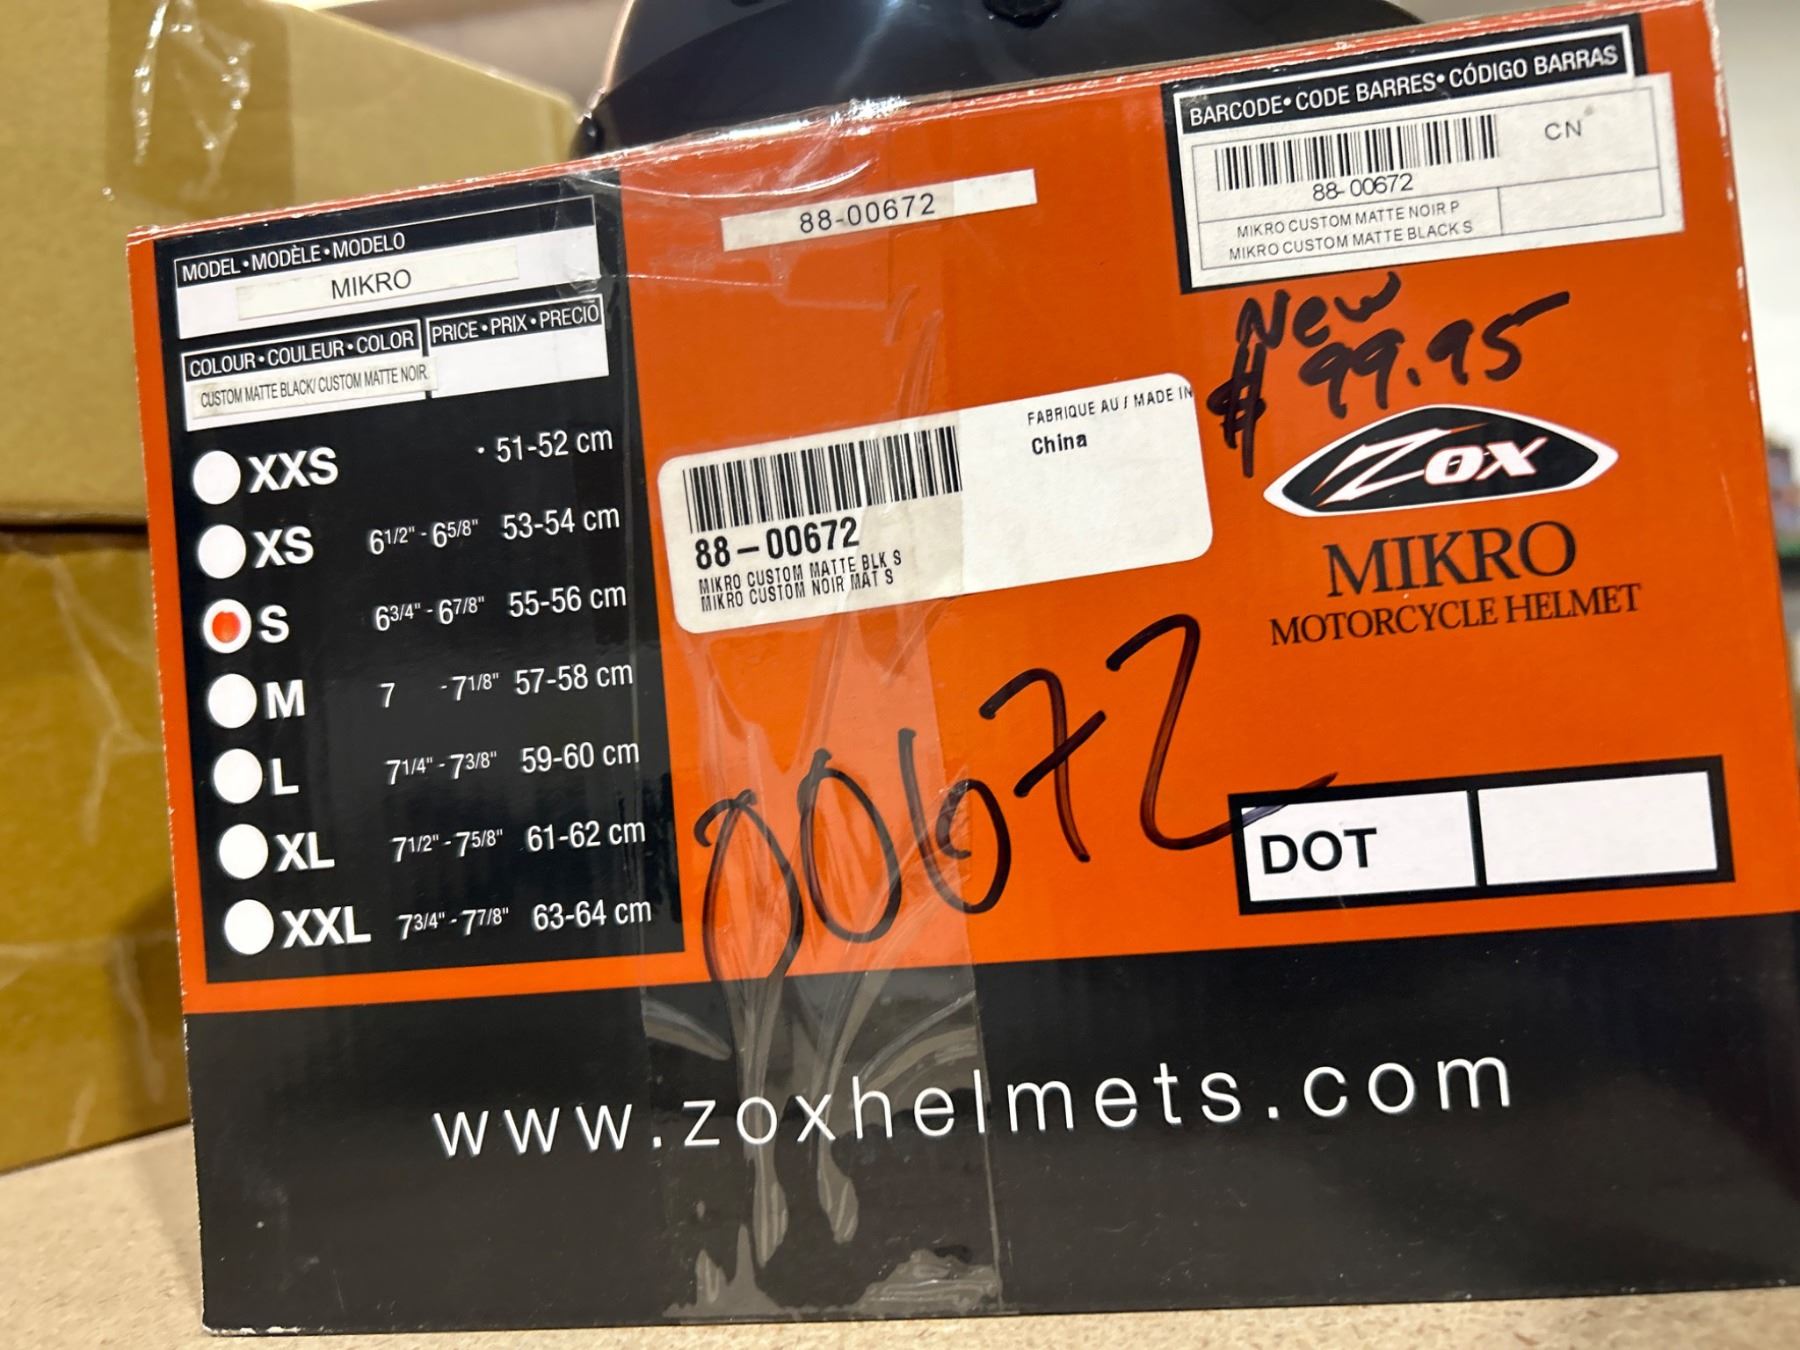 BARCODE• CODE BARRES• CÓDIGO BARRAS
CN
88-00672
MIKRO CUSTOM MATTE NOIR P
MIKRO CUSTOM MATTE BLACK S
88-00672
MODEL•MODÈLE•MODELO
MIKRO
COLOUR•COULEUR•COLOR
PRICE•PRIX•PRECIO
CUSTOM MATTE BLACK/ CUSTOM MATTE NOIR
XXS 51-52 cm
XS 6 1/2" - 6 5/8" 53-54 cm
S 6 3/4" - 6 7/8" 55-56 cm
M 7 - 7 1/8" 57-58 cm
L 7 1/4" - 7 3/8" 59-60 cm
XL 7 1/2" - 7 5/8" 61-62 cm
XXL 7 3/4" - 7 7/8" 63-64 cm
New
$ 99.95
FABRIQUE AU / MADE IN
China
88-00672
MIKRO CUSTOM MATTE BLK S
MIKRO CUSTOM NOIR MAT S
ZOX
MIKRO
MOTORCYCLE HELMET
00672
DOT
www.zoxhelmets.com